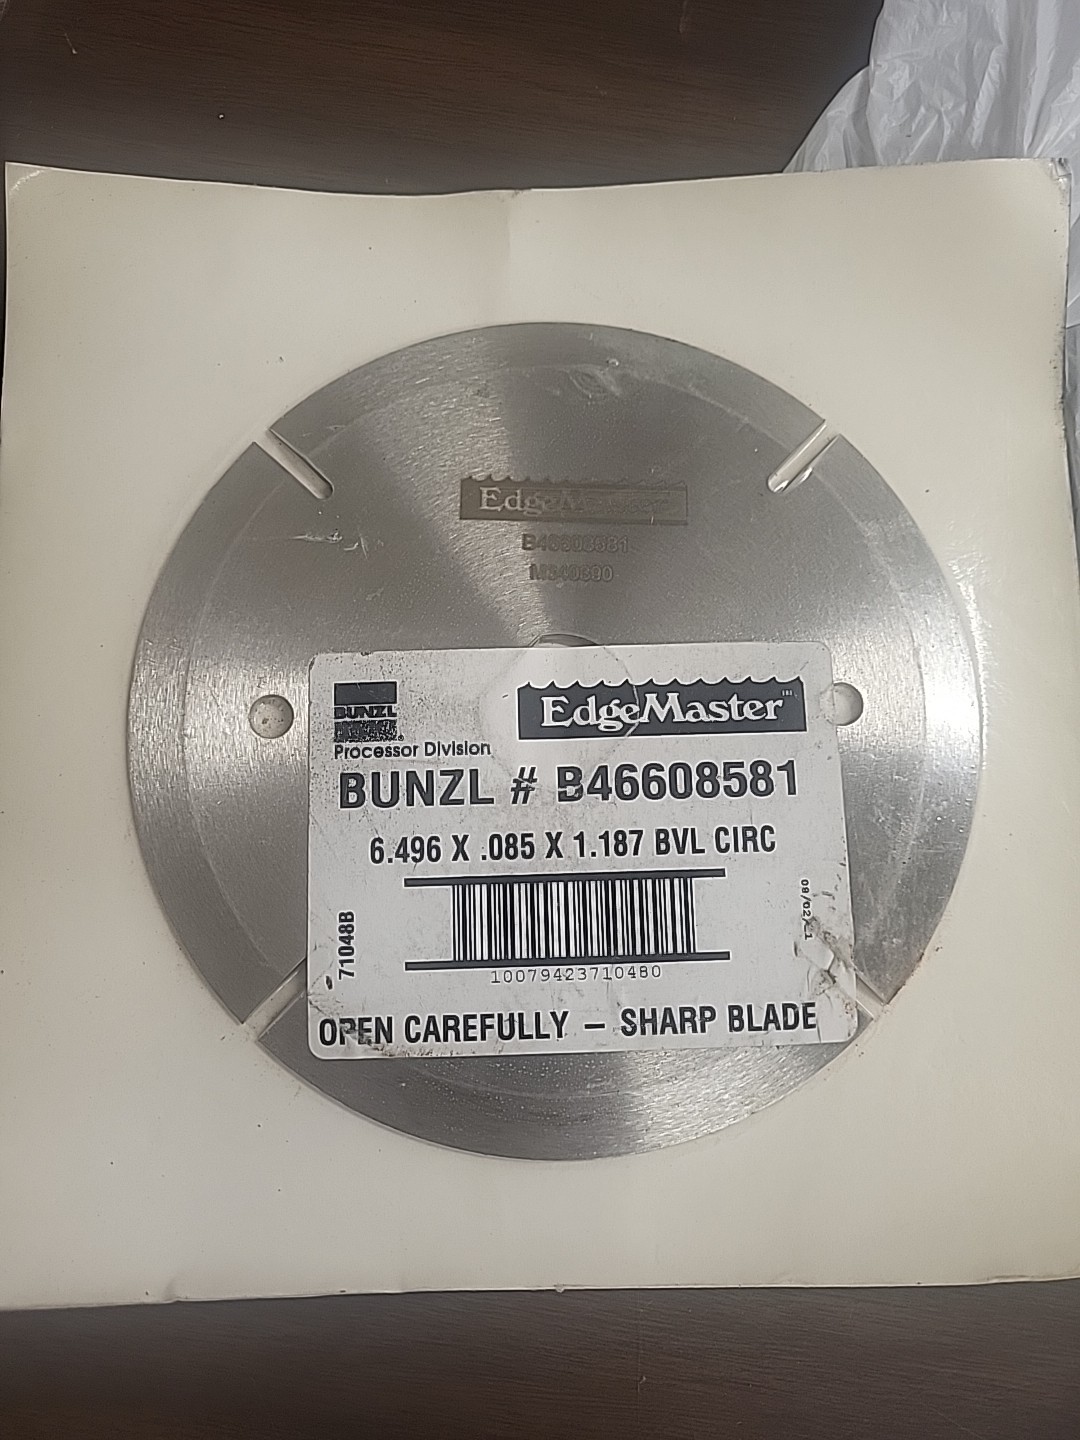 EdgeMaster
BUNZL
Processor Division
EdgeMaster
BUNZL # B46608581
6.496 X .085 X 1.187 BVL CIRC
71048B
10079423710480
OPEN CAREFULLY – SHARP BLADE